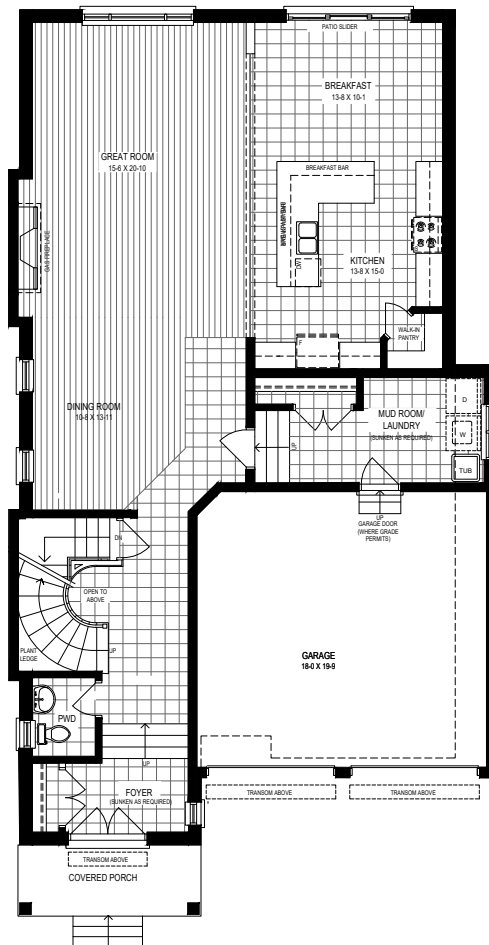 PATIO SLIDER
BREAKFAST
13-8 X 10-1
GREAT ROOM
15-6 X 20-10
BREAKFAST BAR
GAS FIREPLACE
DW
KITCHEN
13-8 X 15-0
F
WALK-IN
PANTRY
DINING ROOM
10-8 X 13-11
MUD ROOM/
LAUNDRY
(SUNKEN AS REQUIRED)
D
W
TUB
UP
UP
GARAGE DOOR
(WHERE GRADE
PERMITS)
DN
OPEN TO
ABOVE
PLANT
LEDGE
UP
GARAGE
18-0 X 19-9
PWD
UP
FOYER
(SUNKEN AS REQUIRED)
TRANSOM ABOVE
TRANSOM ABOVE
TRANSOM ABOVE
COVERED PORCH
UP